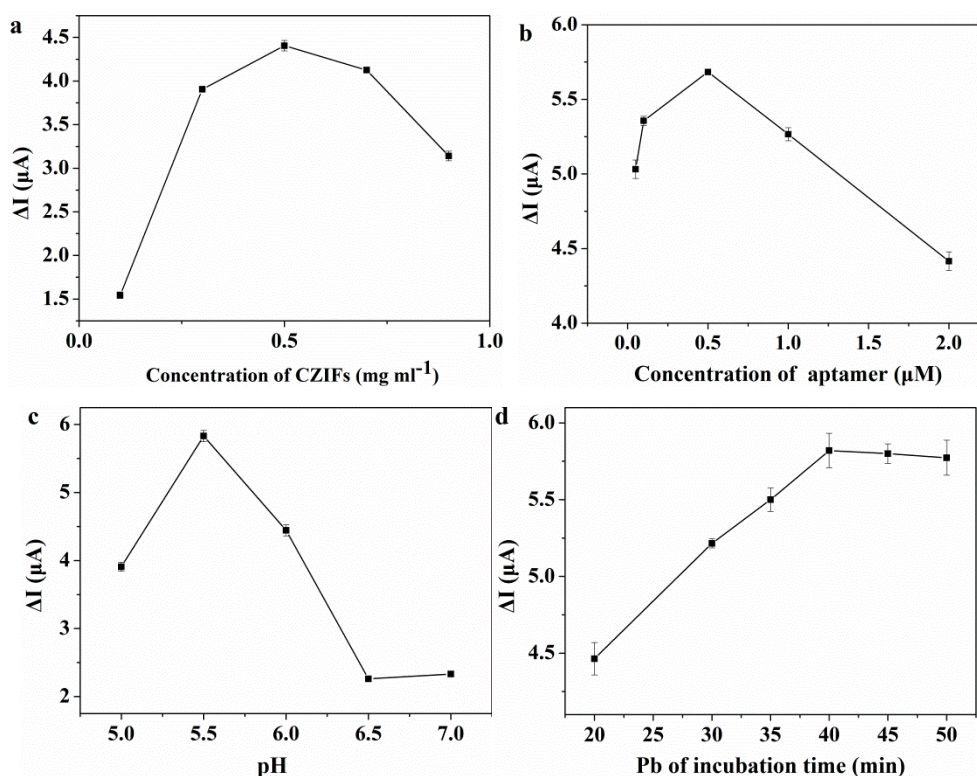 a
ΔI (μA)
4.5
4.0
3.5
3.0
2.5
2.0
1.5
0.0 0.5 1.0
Concentration of CZIFs (mg ml⁻¹)
b
ΔI (μA)
6.0
5.5
5.0
4.5
4.0
0.0 0.5 1.0 1.5 2.0
Concentration of aptamer (μM)
c
ΔI (μA)
6
5
4
3
2
5.0 5.5 6.0 6.5 7.0
pH
d
ΔI (μA)
6.0
5.5
5.0
4.5
20 25 30 35 40 45 50
Pb of incubation time (min)